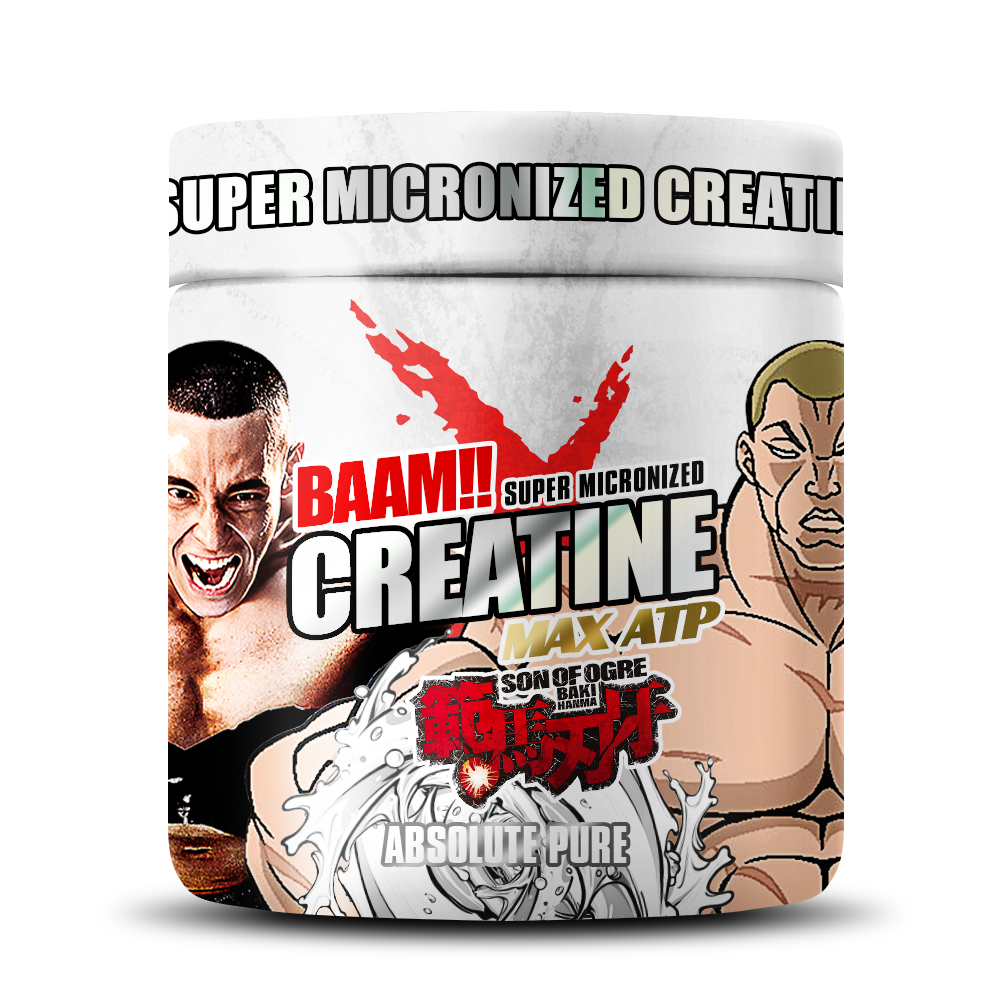 SUPER MICRONIZED CREATI
BAAM!!
SUPER MICRONIZED
CREATINE
MAX ATP
SON OF OGRE
BAKI
HANMA
範馬刃牙
ABSOLUTE PURE